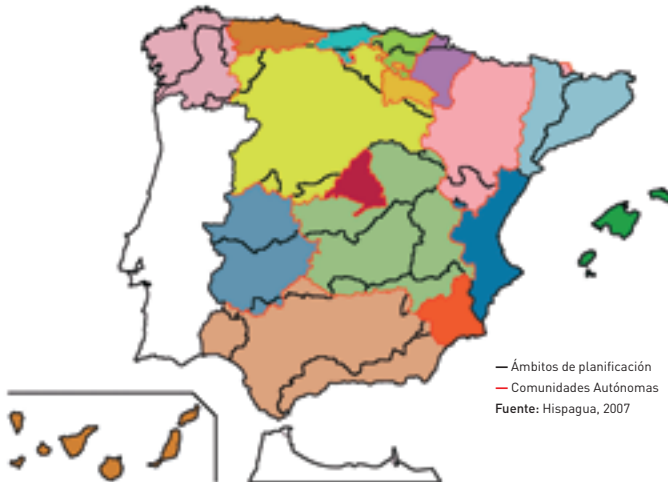 Ámbitos de planificación
Comunidades Autónomas
Fuente: Hispagua, 2007